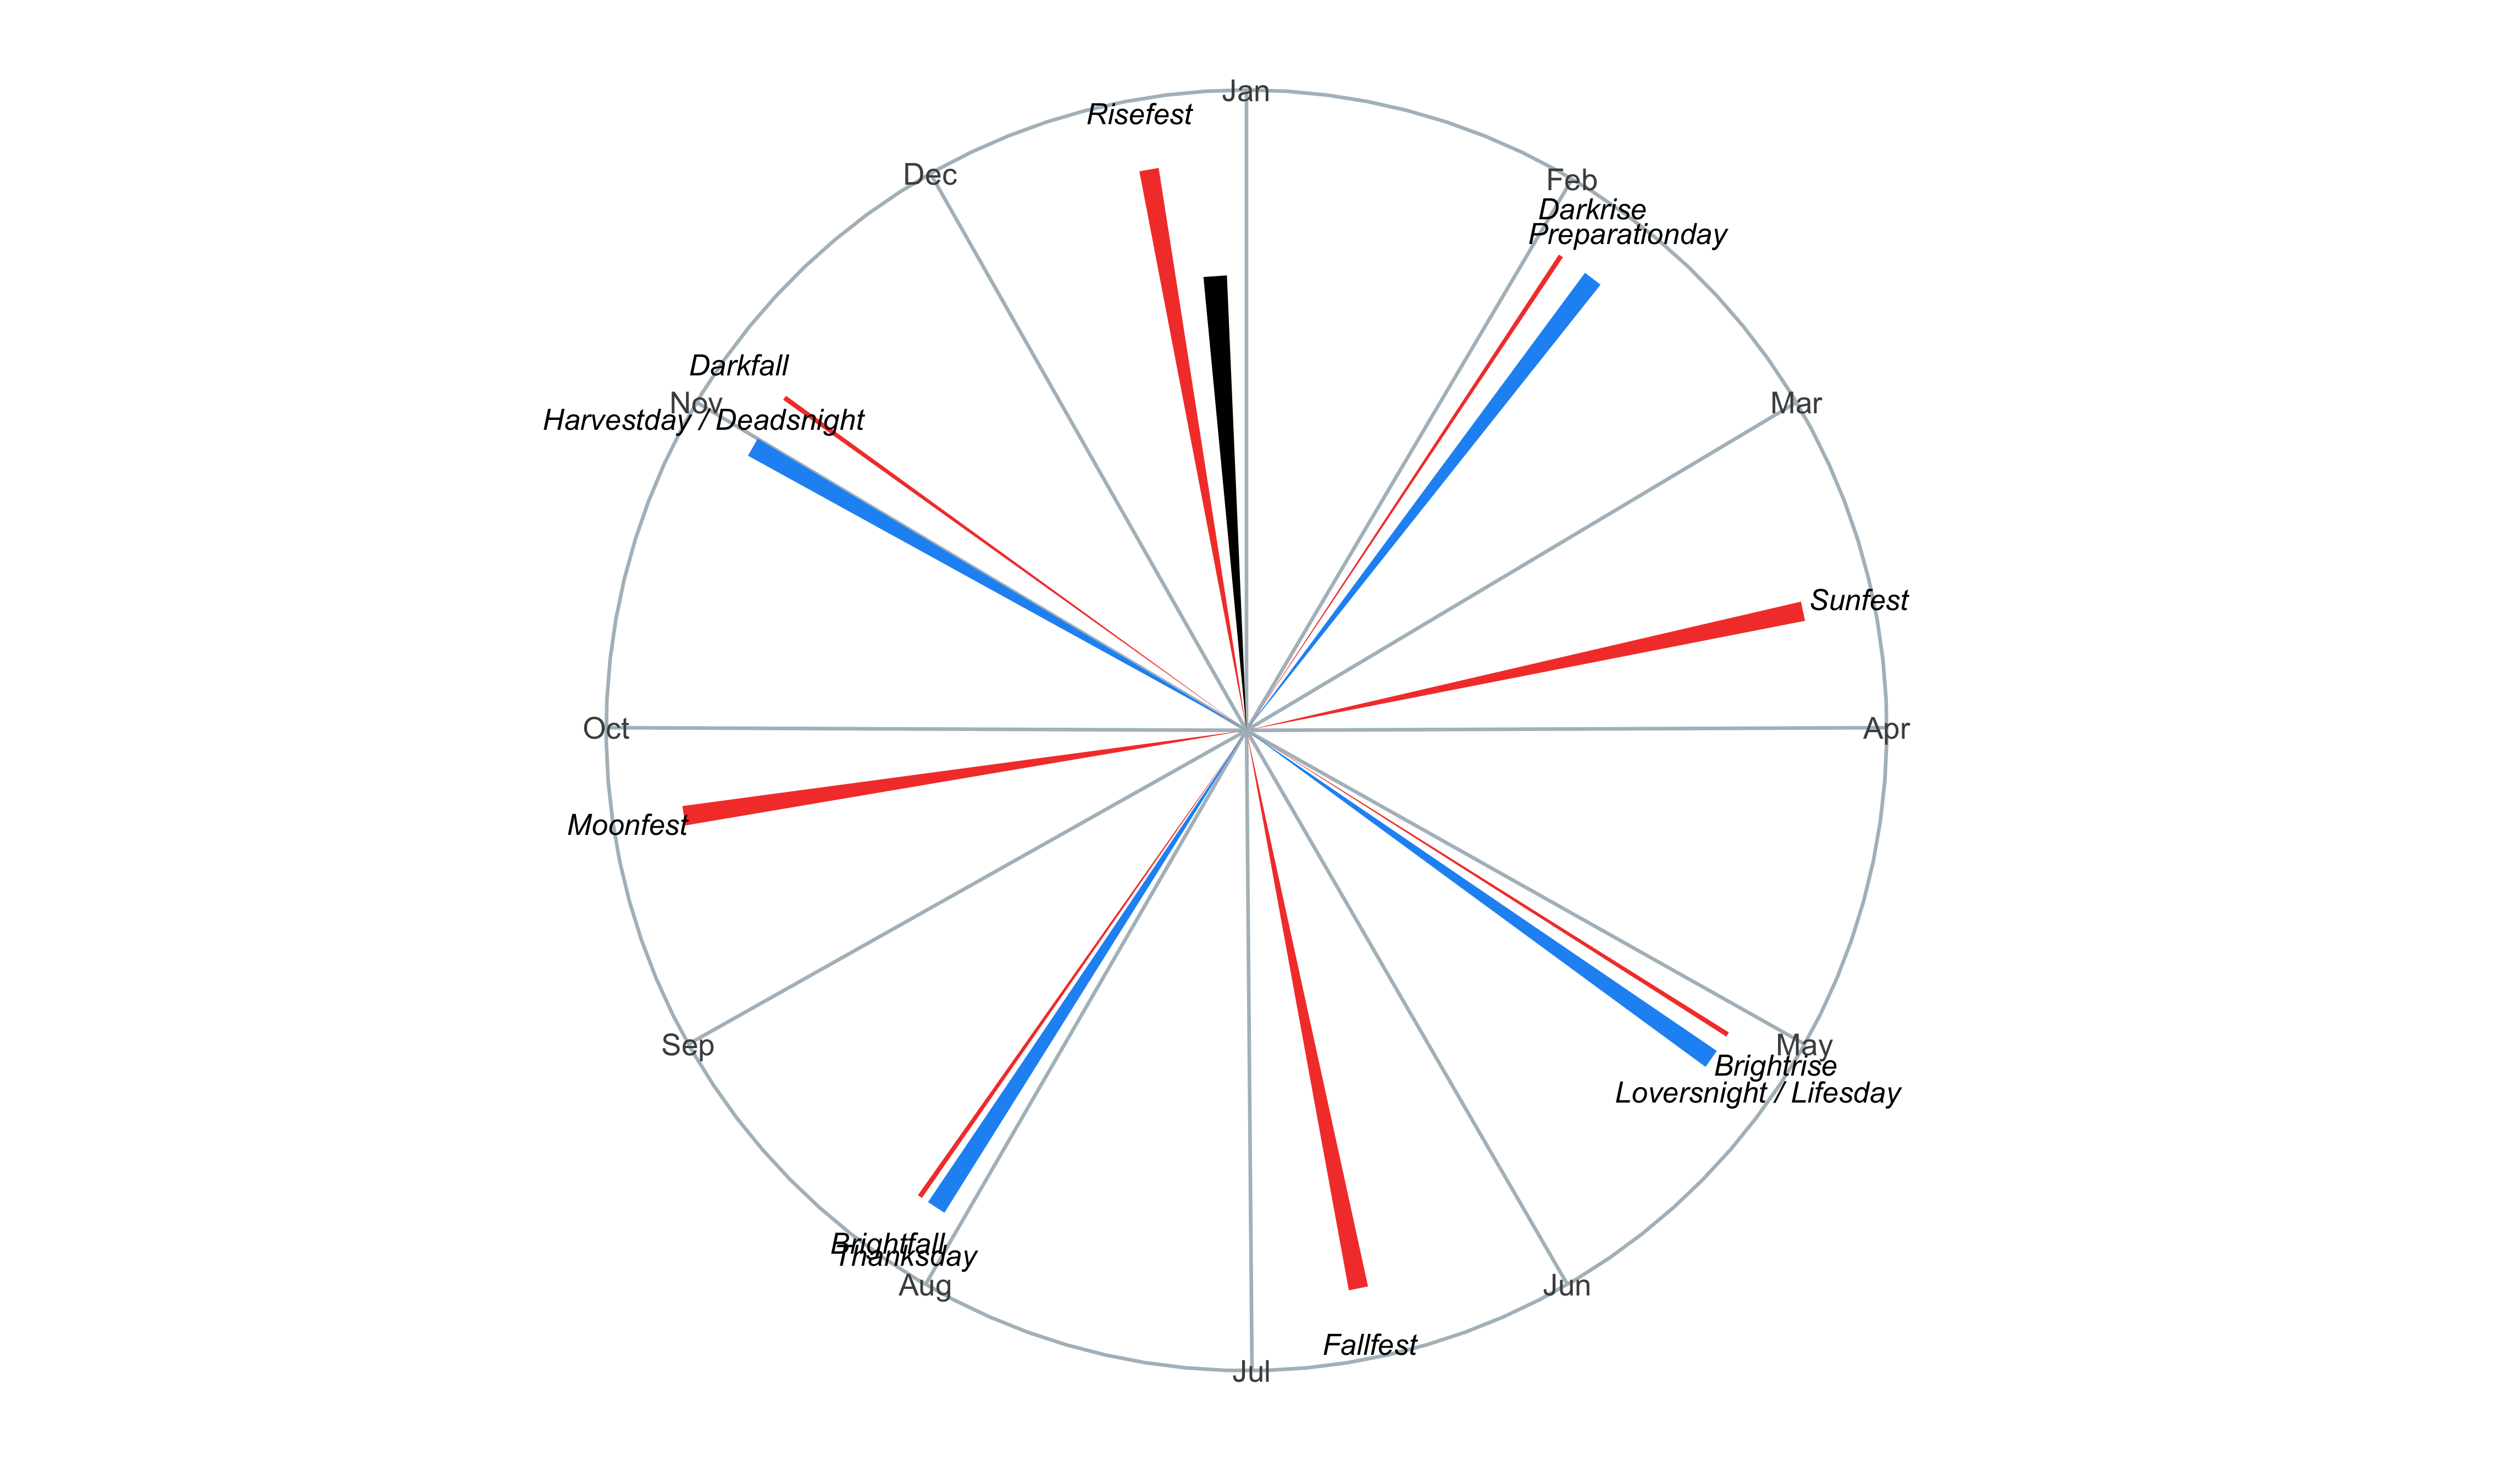 Jan
Risefest
Dec
Feb
Darkrise
Preparationday
Darkfall
Nov
Mar
Harvestday / Deadsnight
Sunfest
Oct
Apr
Moonfest
Sep
May
Brightrise
Loversnight / Lifesday
Brightfall
Thanksday
Aug
Jun
Fallfest
Jul